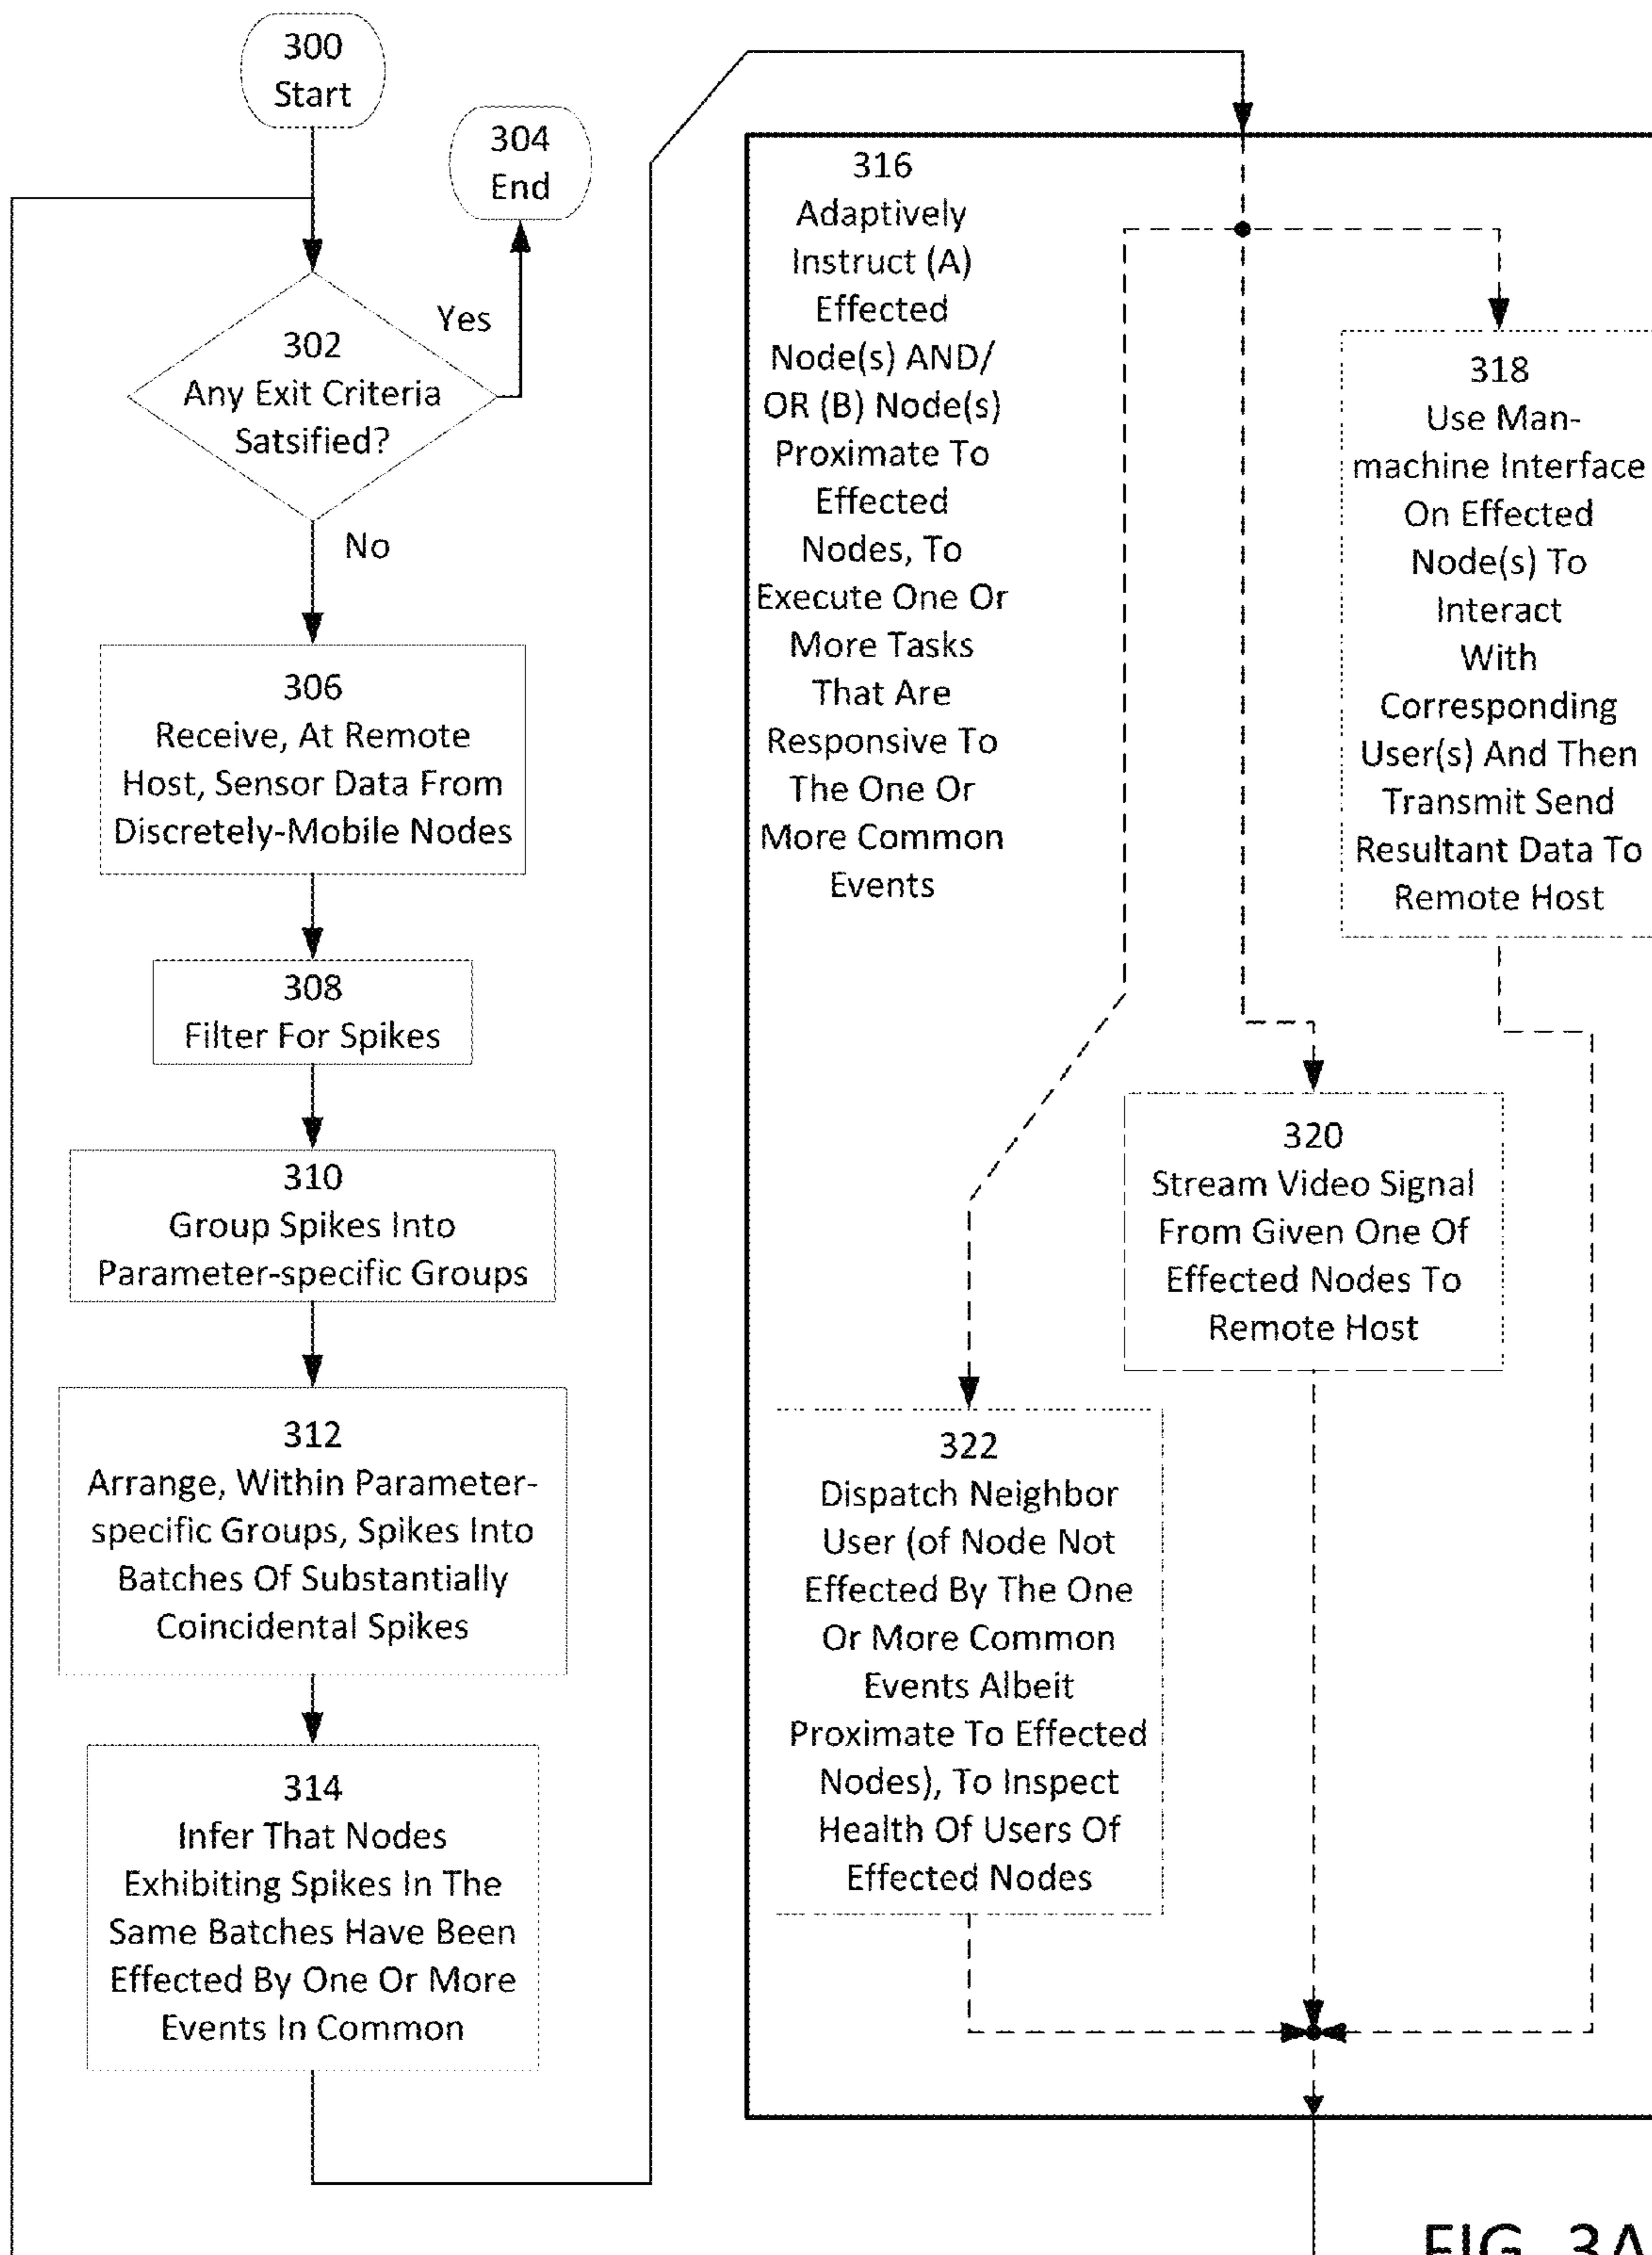 300
Start
304
End
Yes
302
Any Exit Criteria
Satsified?
No
306
Receive, At Remote
Host, Sensor Data From
Discretely-Mobile Nodes
308
Filter For Spikes
310
Group Spikes Into
Parameter-specific Groups
312
Arrange, Within Parameter-
specific Groups, Spikes Into
Batches Of Substantially
Coincidental Spikes
314
Infer That Nodes
Exhibiting Spikes In The
Same Batches Have Been
Effected By One Or More
Events In Common
316
Adaptively
Instruct (A)
Effected
Node(s) AND/
OR (B) Node(s)
Proximate To
Effected
Nodes, To
Execute One Or
More Tasks
That Are
Responsive To
The One Or
More Common
Events
318
Use Man-
machine Interface
On Effected
Node(s) To
Interact
With
Corresponding
User(s) And Then
Transmit Send
Resultant Data To
Remote Host
320
Stream Video Signal
From Given One Of
Effected Nodes To
Remote Host
322
Dispatch Neighbor
User (of Node Not
Effected By The One
Or More Common
Events Albeit
Proximate To Effected
Nodes), To Inspect
Health Of Users Of
Effected Nodes
FIG. 3A